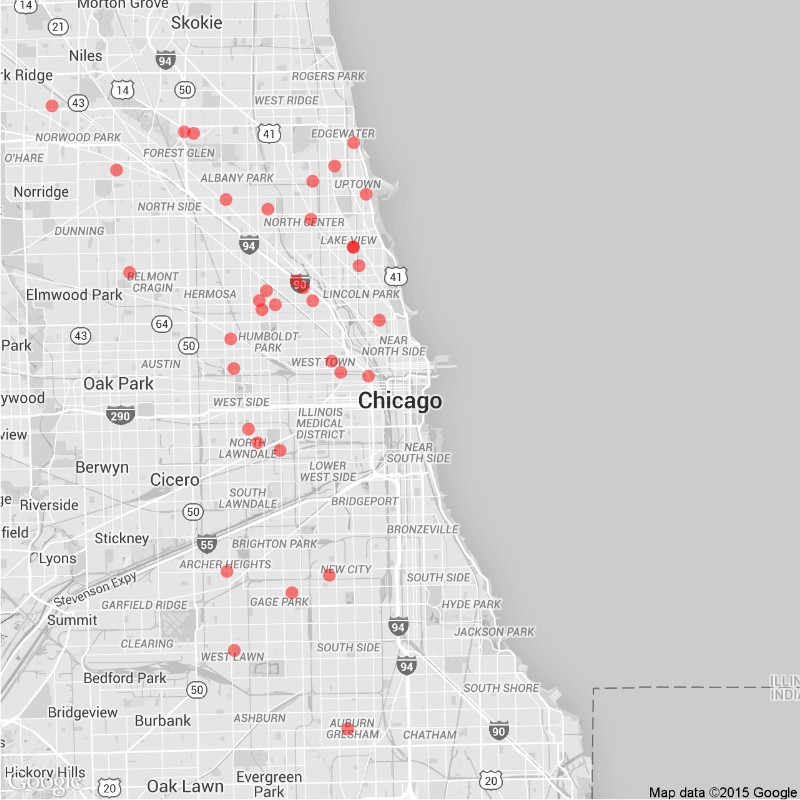 14
Morton Grove
21
Skokie
Niles
94
rk Ridge
ROGERS PARK
14
50
43
WEST RIDGE
41
EDGEWATER
NORWOOD PARK
FOREST GLEN
O'HARE
ALBANY PARK
UPTOWN
Norridge
NORTH SIDE
NORTH CENTER
DUNNING
94
LAKE VIEW
BELMONT
CRAGIN
41
90
Elmwood Park
HERMOSA
LINCOLN PARK
64
43
50
HUMBOLDT
PARK
NEAR
NORTH SIDE
Park
AUSTIN
WEST TOWN
Oak Park
ywood
Chicago
290
WEST SIDE
ILLINOIS
MEDICAL
DISTRICT
view
NORTH
LAWNDALE
NEAR
SOUTH SIDE
Berwyn
LOWER
WEST SIDE
Cicero
SOUTH
LAWNDALE
ge
Riverside
50
BRIDGEPORT
field
Stickney
55
BRONZEVILLE
BRIGHTON PARK
Lyons
ARCHER HEIGHTS
NEW CITY
SOUTH SIDE
Stevenson Expy
GARFIELD RIDGE
GAGE PARK
HYDE PARK
Summit
94
JACKSON PARK
CLEARING
WEST LAWN
SOUTH SIDE
94
Bedford Park
ILLIN
INDIA
50
SOUTH SHORE
Bridgeview
Burbank
ASHBURN
AUBURN
GRESHAM
CHATHAM
90
Hickory Hills
Google
20
Oak Lawn
Evergreen
Park
20
Map data ©2015 Google